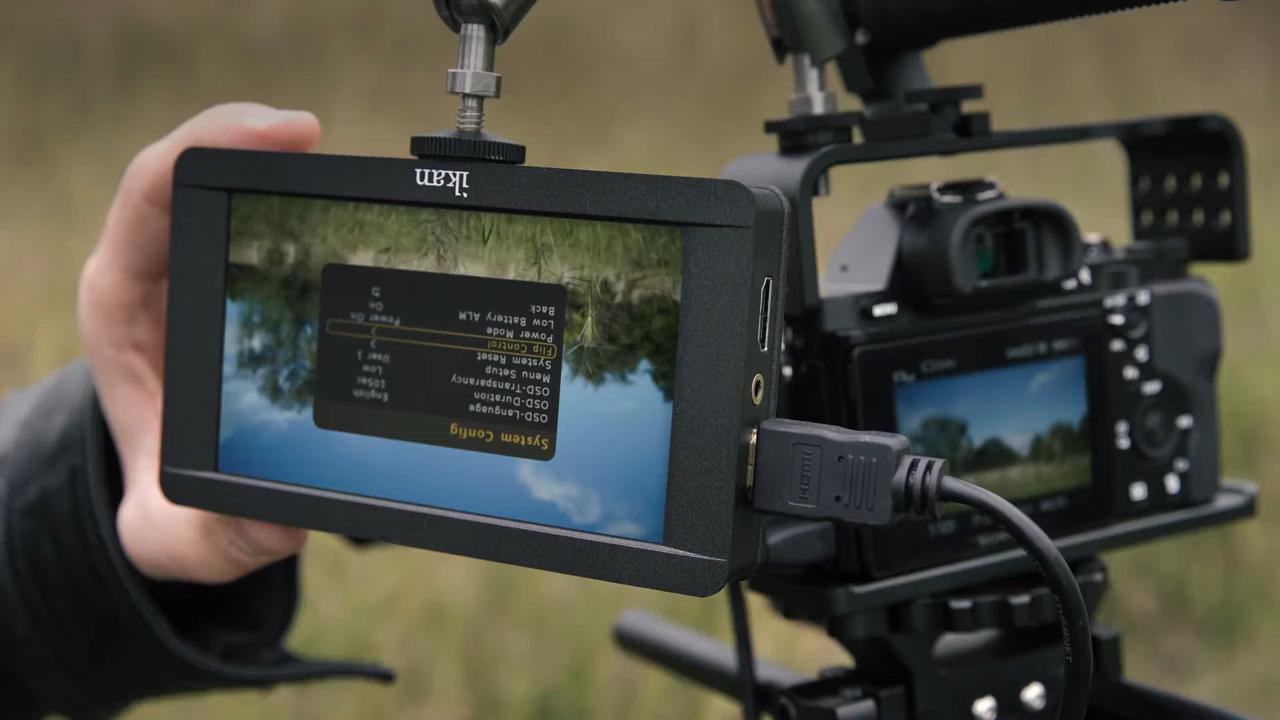 ikan
System Config
OSD-Language English
OSD-Duration 10Sec
OSD-Transparency Low
Menu Setup User 1
System Reset >
Flip Control >
Power Mode Power On
Low Battery ALM On
Back
HDMI